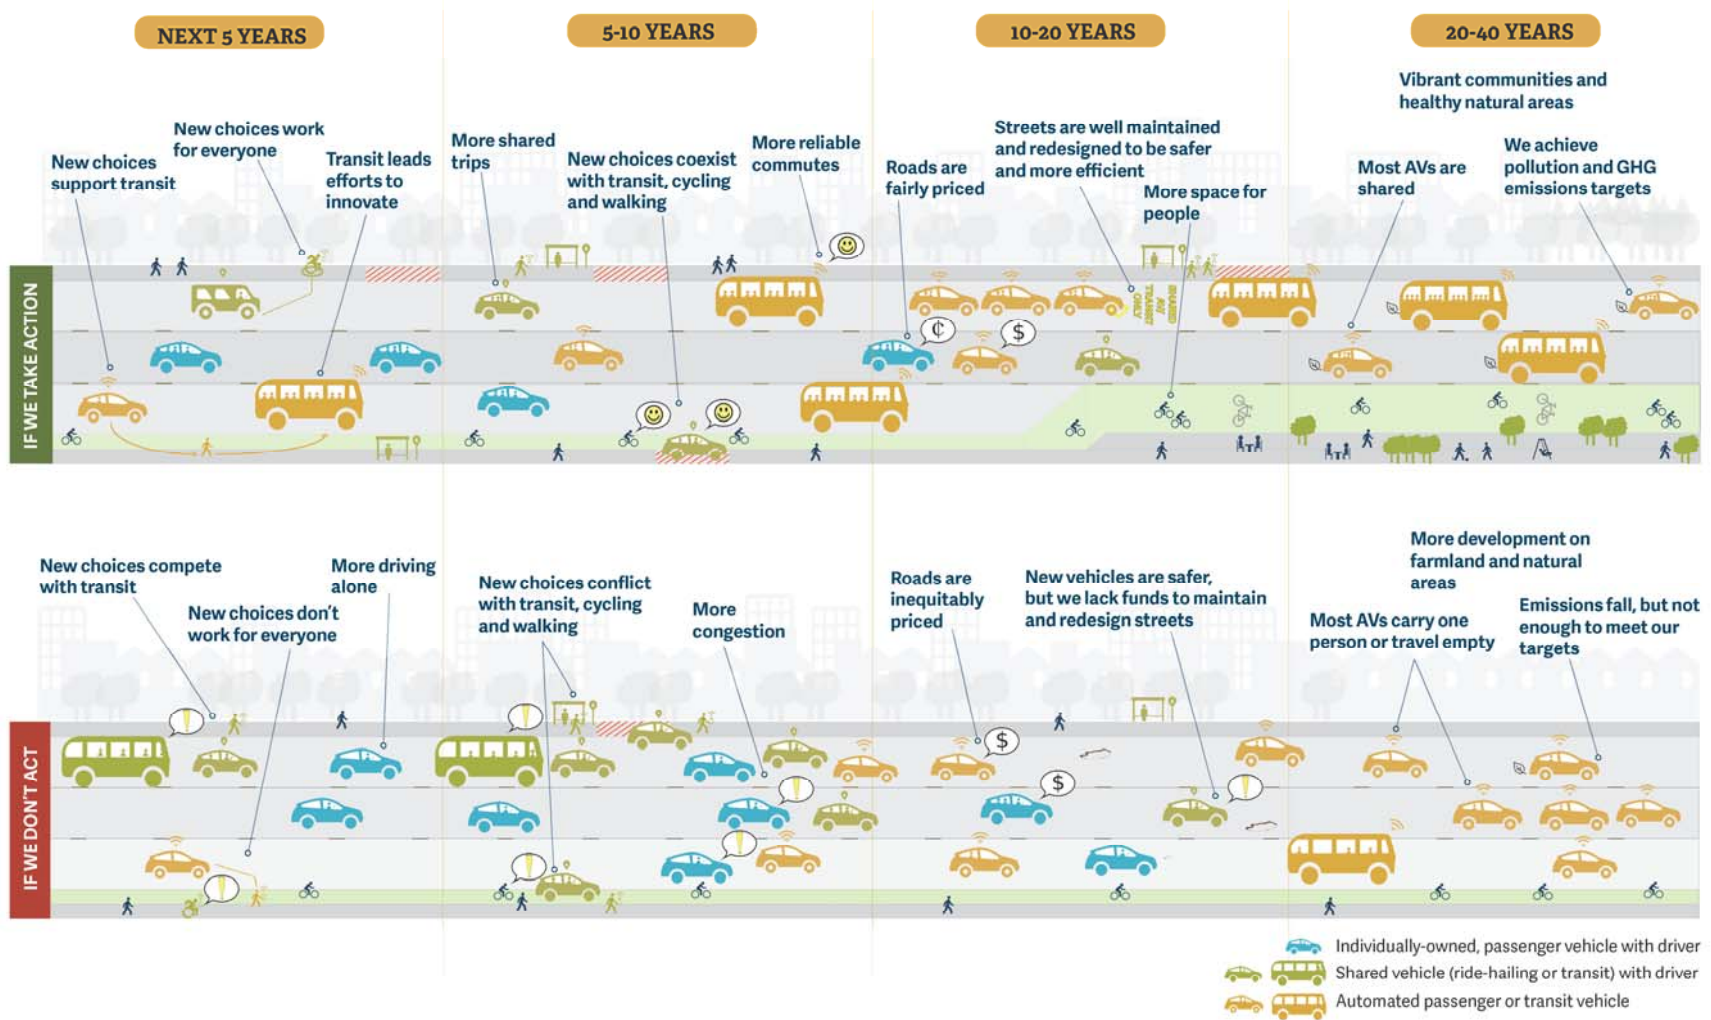 NEXT 5 YEARS
5-10 YEARS
10-20 YEARS
20-40 YEARS
IF WE TAKE ACTION
New choices
support transit
New choices work
for everyone
Transit leads
efforts to
innovate
More shared
trips
New choices coexist
with transit, cycling
and walking
More reliable
commutes
Roads are
fairly priced
Streets are well maintained
and redesigned to be safer
and more efficient
More space for
people
Vibrant communities and
healthy natural areas
Most AVs are
shared
We achieve
pollution and GHG
emissions targets
¢
$
SHARED
AV AT
TRANSIT
ONLY
IF WE DON'T ACT
New choices compete
with transit
New choices don't
work for everyone
More driving
alone
New choices conflict
with transit, cycling
and walking
More
congestion
Roads are
inequitably
priced
New vehicles are safer,
but we lack funds to maintain
and redesign streets
More development on
farmland and natural
areas
Most AVs carry one
person or travel empty
Emissions fall, but not
enough to meet our
targets
!
!
!
!
!
!
$
$
!
Individually-owned, passenger vehicle with driver
Shared vehicle (ride-hailing or transit) with driver
Automated passenger or transit vehicle